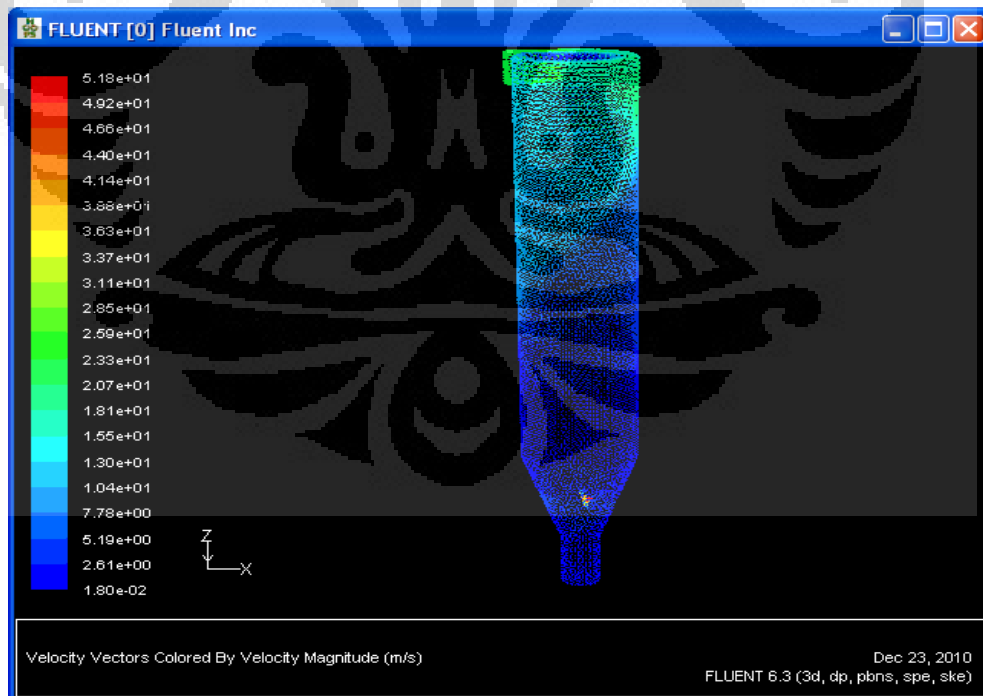 FLUENT [0] Fluent Inc
5.18e+01
4.92e+01
4.66e+01
4.40e+01
4.14e+01
3.88e+01
3.63e+01
3.37e+01
3.11e+01
2.85e+01
2.59e+01
2.33e+01
2.07e+01
1.81e+01
1.55e+01
1.30e+01
1.04e+01
7.78e+00
5.19e+00
2.61e+00
1.80e-02
Z
X
Velocity Vectors Colored By Velocity Magnitude (m/s)
Dec 23, 2010
FLUENT 6.3 (3d, dp, pbns, spe, ske)